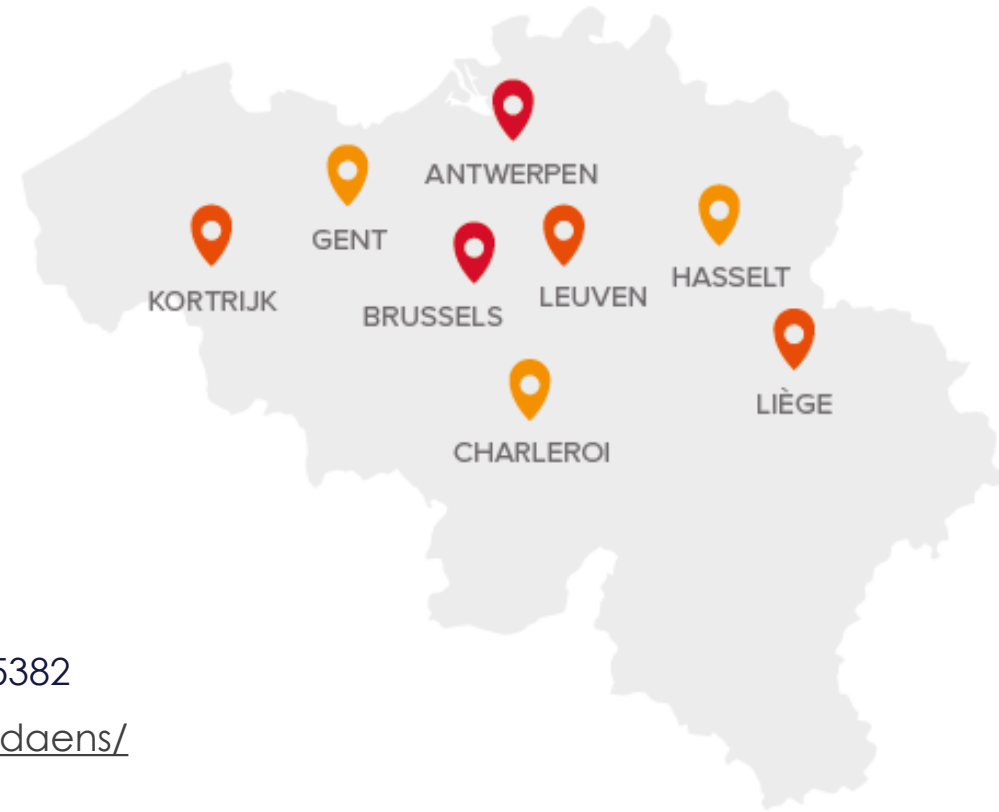 ANTWERPEN
GENT
HASSELT
LEUVEN
KORTRIJK
BRUSSELS
LIÈGE
CHARLEROI
5382
daens/